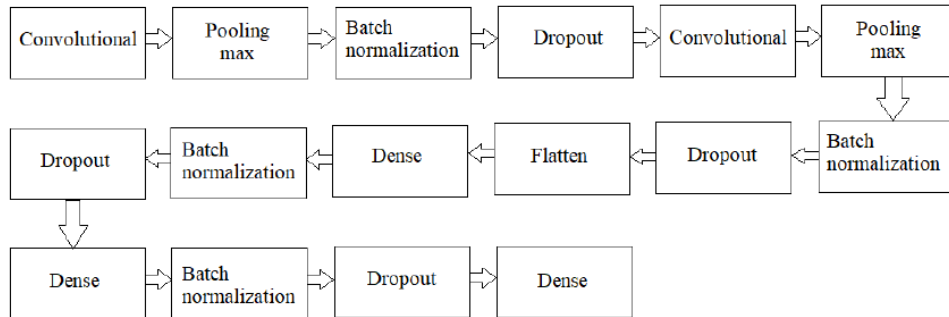 Convolutional
Pooling
max
Batch
normalization
Dropout
Convolutional
Pooling
max
Dropout
Batch
normalization
Dense
Flatten
Dropout
Batch
normalization
Dense
Batch
normalization
Dropout
Dense